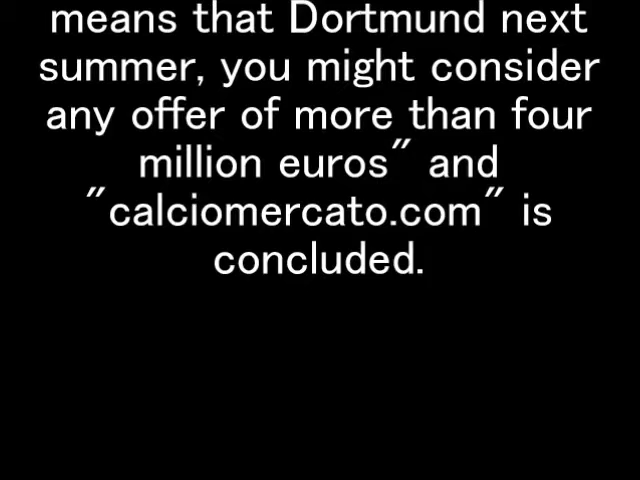 means that Dortmund next
summer, you might consider
any offer of more than four
million euros" and
"calciomercato.com" is
concluded.